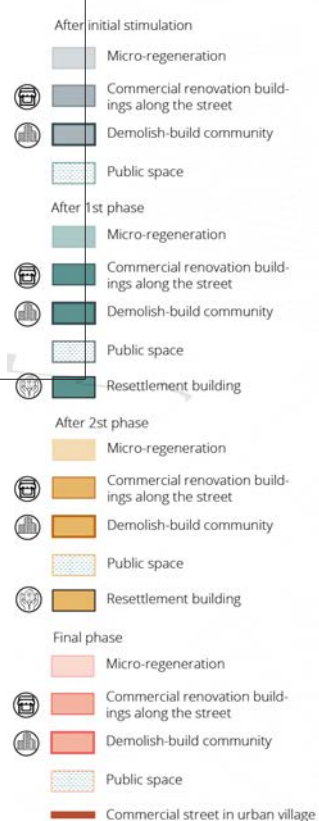 After initial stimulation
Micro-regeneration
Commercial renovation build-
ings along the street
Demolish-build community
Public space
After 1st phase
Micro-regeneration
Commercial renovation build-
ings along the street
Demolish-build community
Public space
Resettlement building
After 2st phase
Micro-regeneration
Commercial renovation build-
ings along the street
Demolish-build community
Public space
Resettlement building
Final phase
Micro-regeneration
Commercial renovation build-
ings along the street
Demolish-build community
Public space
Commercial street in urban village